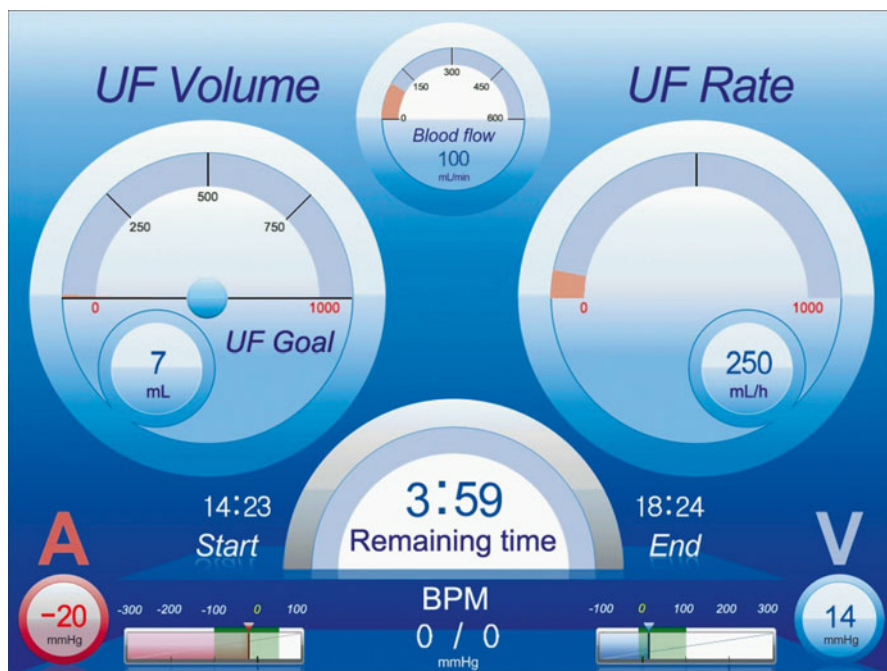 UF Volume
UF Rate
0
150
300
450
600
Blood flow
100
mL/min
0
250
500
750
1000
UF Goal
7
mL
0
1000
250
mL/h
14:23
Start
3:59
Remaining time
18:24
End
A
V
-300 -200 -100 0 100
-20
mmHg
BPM
0 / 0
mmHg
-100 0 100 200 300
14
mmHg